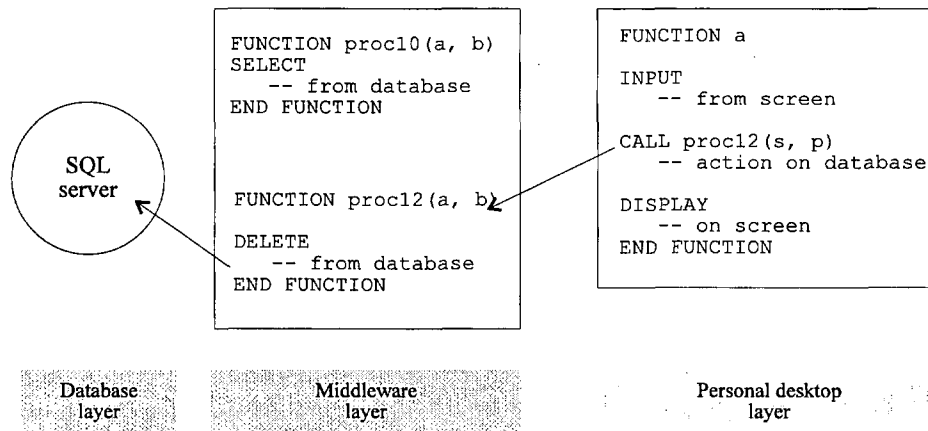 SQL
server
FUNCTION proc10(a, b)
SELECT
-- from database
END FUNCTION
FUNCTION proc12(a, b)
DELETE
-- from database
END FUNCTION
FUNCTION a
INPUT
-- from screen
CALL proc12(s, p)
-- action on database
DISPLAY
-- on screen
END FUNCTION
Database
layer
Middleware
layer
Personal desktop
layer